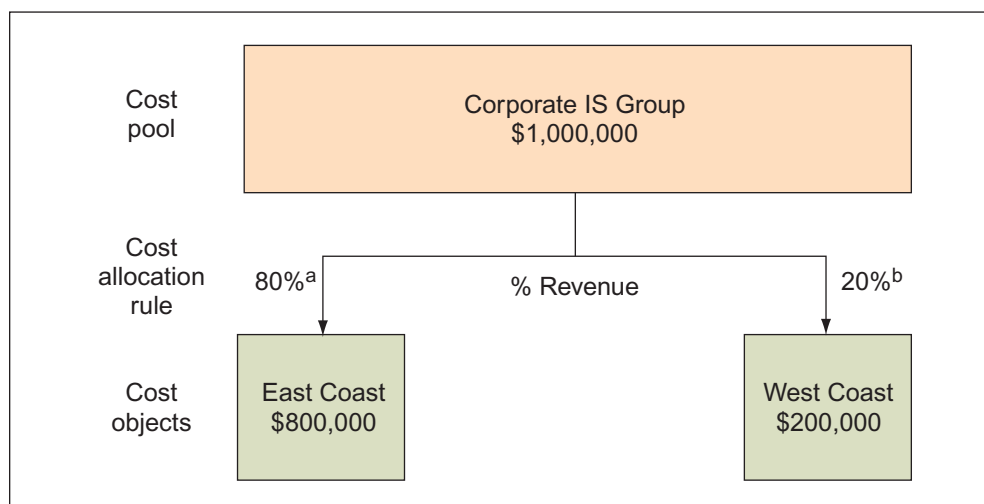 Cost
pool
Corporate IS Group
$1,000,000
Cost
allocation
rule
80%a
% Revenue
20%b
Cost
objects
East Coast
$800,000
West Coast
$200,000